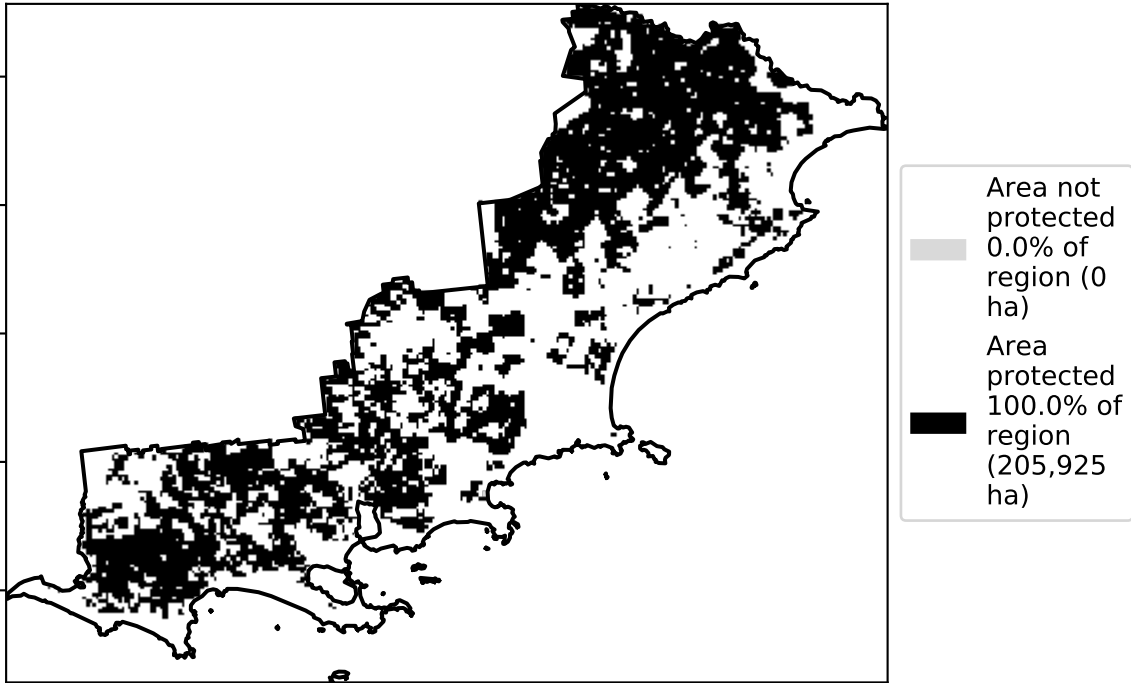 Area not
protected
0.0% of
region (0
ha)
Area
protected
100.0% of
region
(205,925
ha)